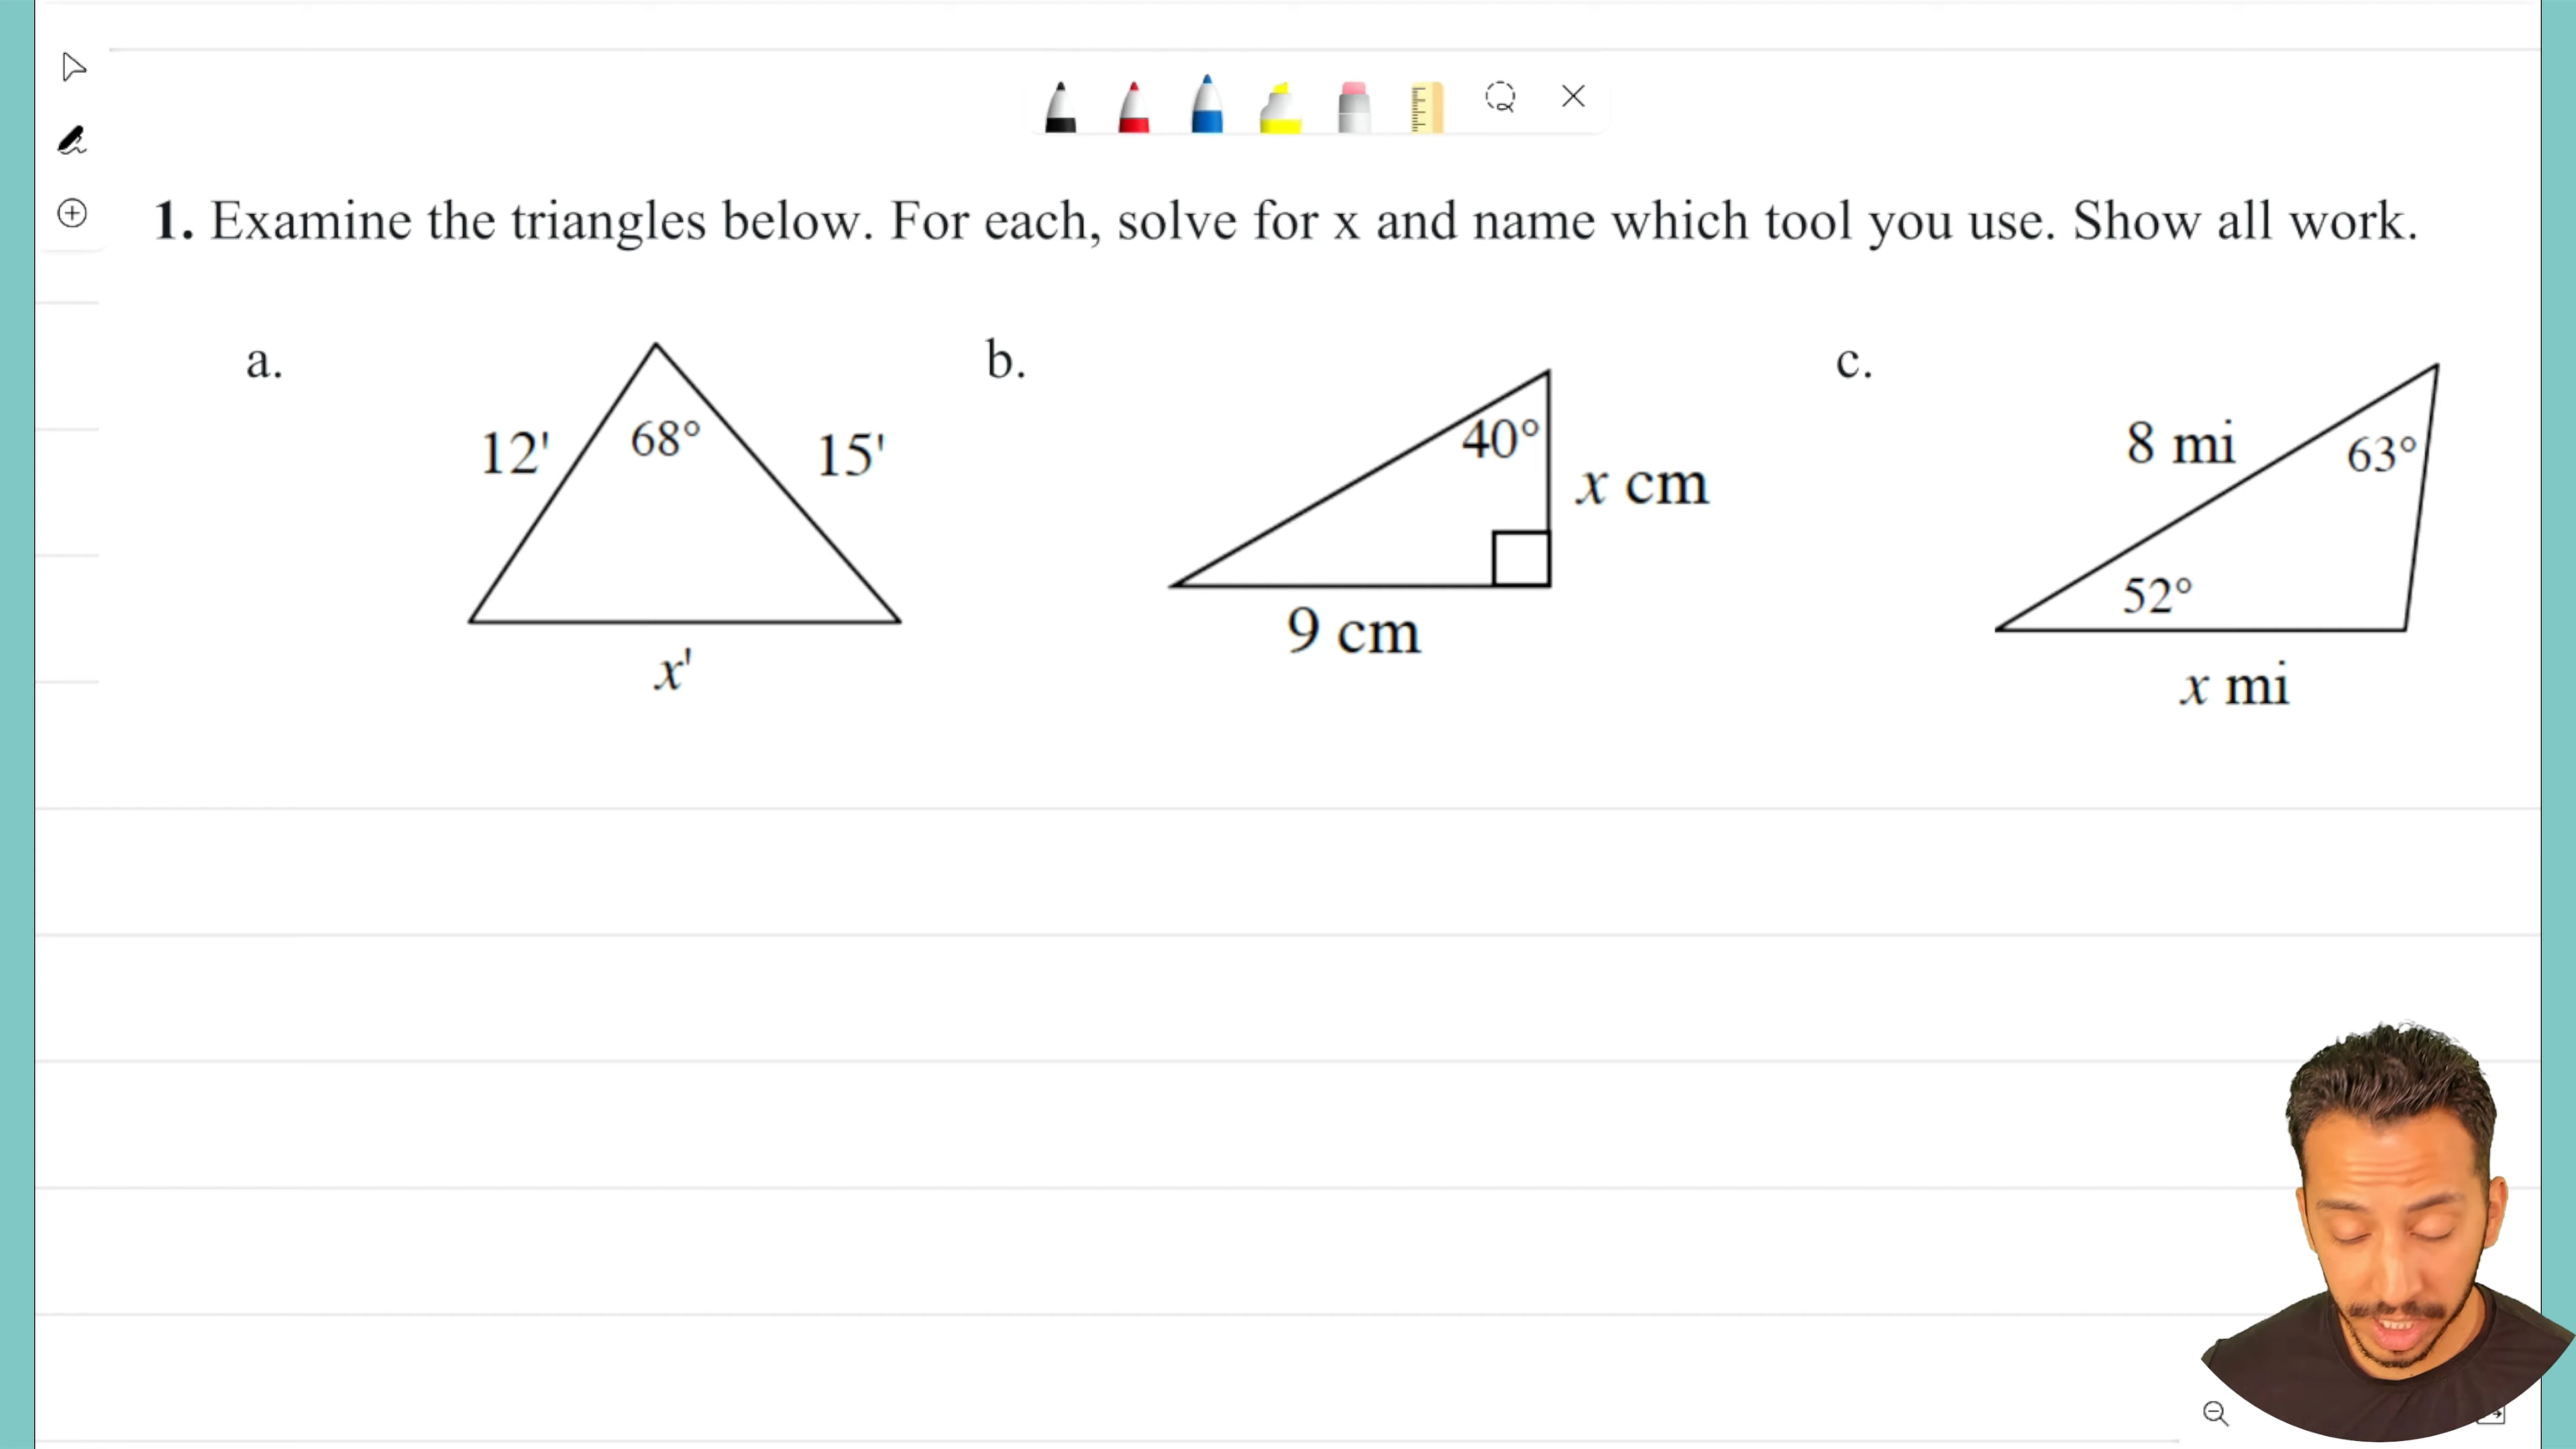 1. Examine the triangles below. For each, solve for x and name which tool you use. Show all work.
a.
12'
68°
15'
x'
b.
40°
x cm
9 cm
c.
8 mi
63°
52°
x mi